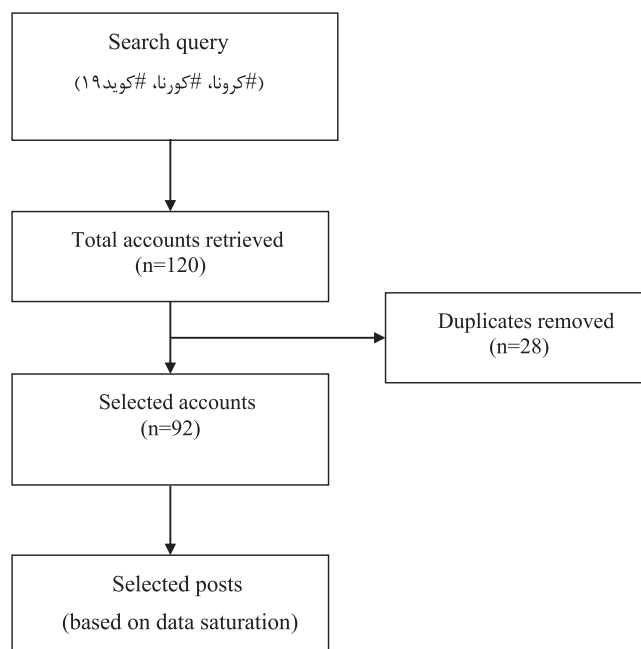 Search query
(#کرونا، #کورنا، #کوید۱۹)
Total accounts retrieved
(n=120)
Duplicates removed
(n=28)
Selected accounts
(n=92)
Selected posts
(based on data saturation)